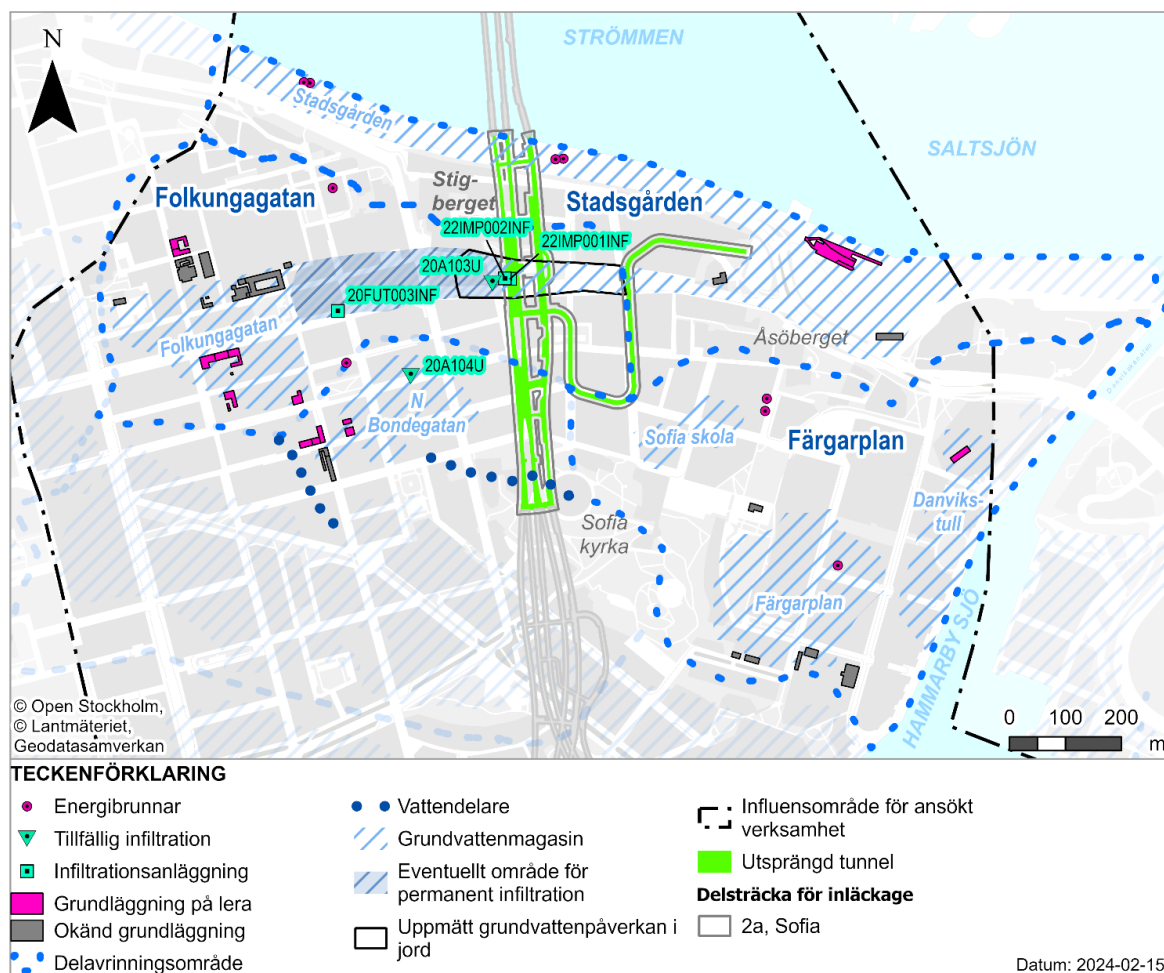 N
STRÖMMEN
SALTSJÖN
Stadsgården
Folkungagatan
Stig-
berget
Stadsgården
22IMP002INF
22IMP001INF
20A103U
20FUT003INF
Folkungagatan
Åsöberget
20A104U
N
Bondegatan
Sofia skola
Färgarplan
Danviks-
tull
Danvikskanalen
Sofia
kyrka
Färgarplan
HAMMARBY SJÖ
© Open Stockholm,
© Lantmäteriet,
Geodatasamverkan
0 100 200
m
TECKENFÖRKLARING
Energibrunnar
Tillfällig infiltration
Infiltrationsanläggning
Grundläggning på lera
Okänd grundläggning
Delavrinningsområde
Vattendelare
Grundvattenmagasin
Eventuellt område för
permanent infiltration
Uppmätt grundvattenpåverkan i
jord
Influensområde för ansökt
verksamhet
Utsprängd tunnel
Delsträcka för inläckage
2a, Sofia
Datum: 2024-02-15